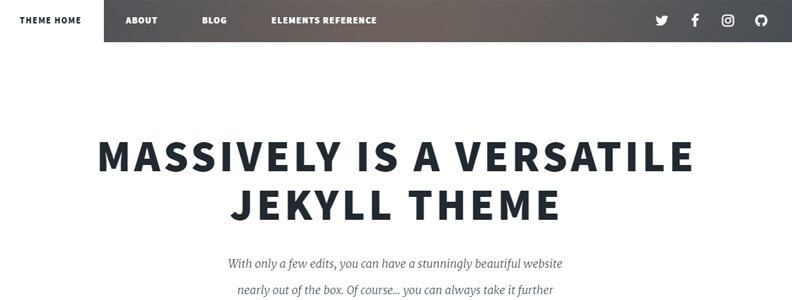 THEME HOME ABOUT BLOG ELEMENTS REFERENCE
MASSIVELY IS A VERSATILE
JEKYLL THEME
With only a few edits, you can have a stunningly beautiful website
nearly out of the box. Of course... you can always take it further